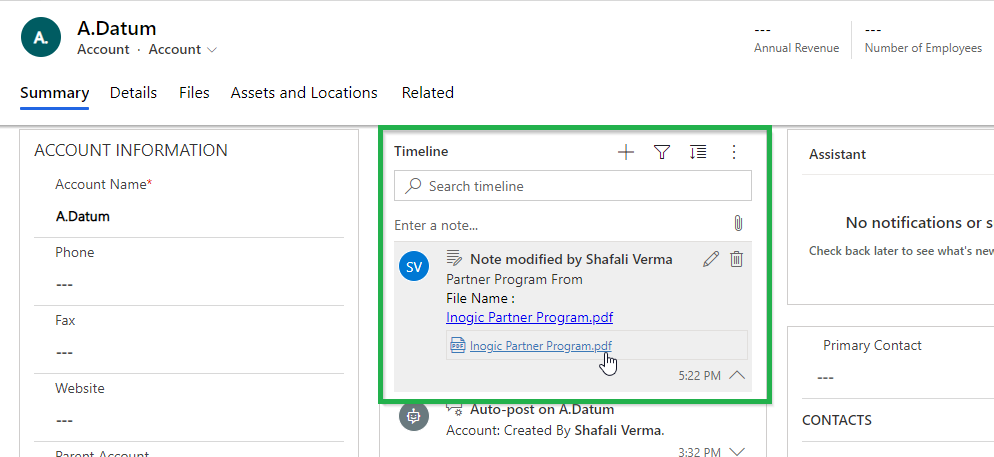 A.
A.Datum
Account · Account
---
Annual Revenue
---
Number of Employees
Summary
Details
Files
Assets and Locations
Related
ACCOUNT INFORMATION
Account Name*
A.Datum
Phone
---
Fax
---
Website
---
Parent Account
Timeline
Search timeline
Enter a note...
SV
Note modified by Shafali Verma
Partner Program From
File Name :
Inogic Partner Program.pdf
PDF
Inogic Partner Program.pdf
5:22 PM
Auto-post on A.Datum
Account: Created By Shafali Verma.
3:32 PM
Assistant
No notifications or s
Check back later to see what's new
Primary Contact
---
CONTACTS